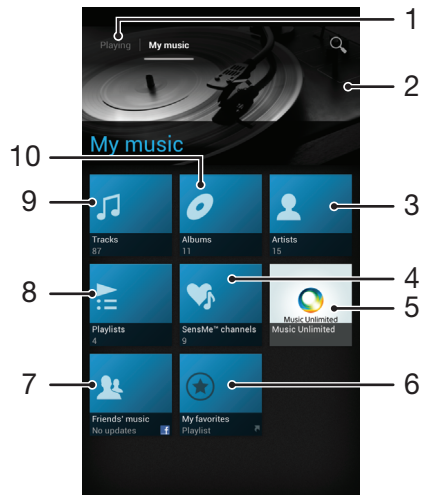 1
Playing My music
2
My music
10
9
3
Tracks Albums Artists
87 11 15
4
8
5
Music Unlimited
Playlists SensMe™ channels Music Unlimited
4 9
7
6
Friends' music My favorites
No updates f Playlist